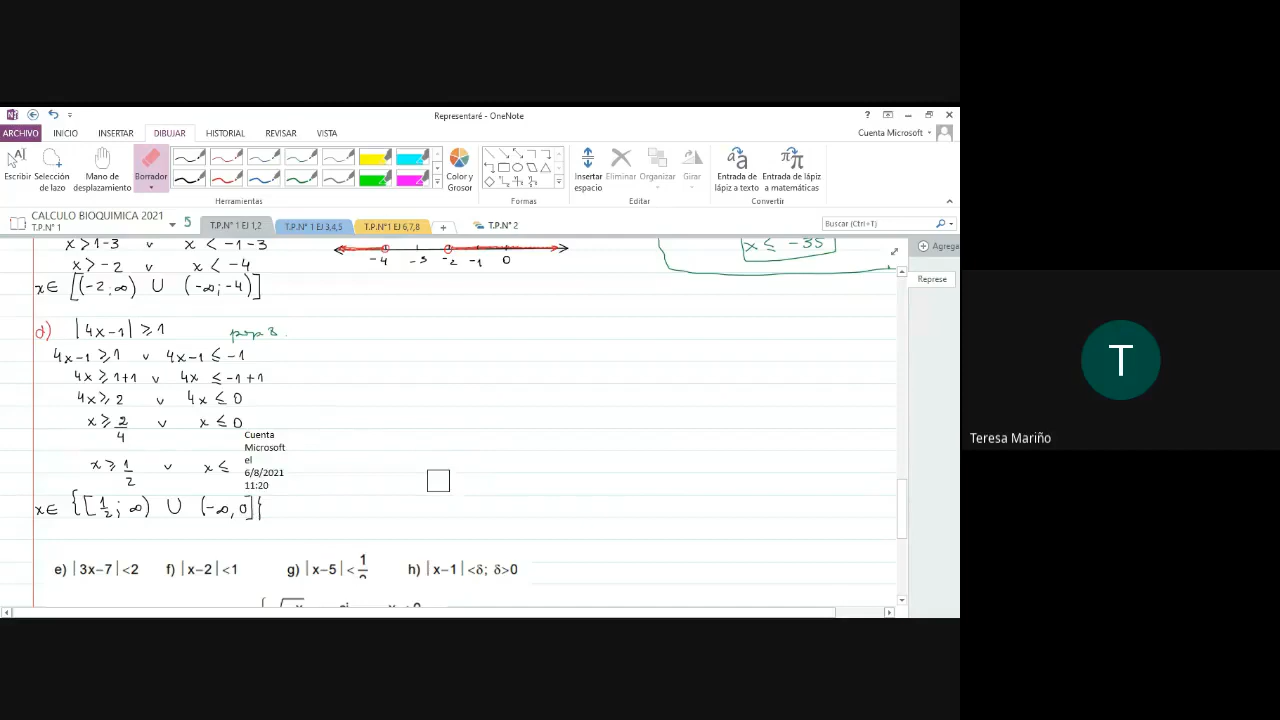 Representaré - OneNote
ARCHIVO INICIO INSERTAR DIBUJAR HISTORIAL REVISAR VISTA Cuenta Microsoft
Escribir
Selección de lazo
Mano de desplazamiento
Borrador
Color y Grosor
Insertar espacio
Eliminar
Organizar
Girar
Entrada de lápiz a texto
Entrada de lápiz a matemáticas
Herramientas Formas Editar Convertir
CALCULO BIOQUIMICA 2021
T.P.N° 1
T.P.N° 1 EJ 1,2 T.P.N° 1 EJ 3,4,5 T.P.N°1 EJ 6,7,8 + T.P.N° 2 Buscar (Ctrl+T)
Agrega
Represe
x > 1-3 v x < -1-3
x > -2 v x < -4
x∈ [(-2; ∞) ∪ (-∞; -4)]
-4 -3 -2 -1 0
x ≤ -35
d) |4x-1| ≥ 1 prop 8.
4x-1 ≥ 1 v 4x-1 ≤ -1
4x ≥ 1+1 v 4x ≤ -1+1
4x ≥ 2 v 4x ≤ 0
x ≥ 2/4 v x ≤ 0
Cuenta
Microsoft
el
6/8/2021
11:20
x ≥ 1/2 v x ≤
x∈ {[1/2; ∞) ∪ (-∞, 0]}
e) |3x-7|<2 f) |x-2|<1 g) |x-5|< h) |x-1|<δ; δ>0
T
Teresa Mariño